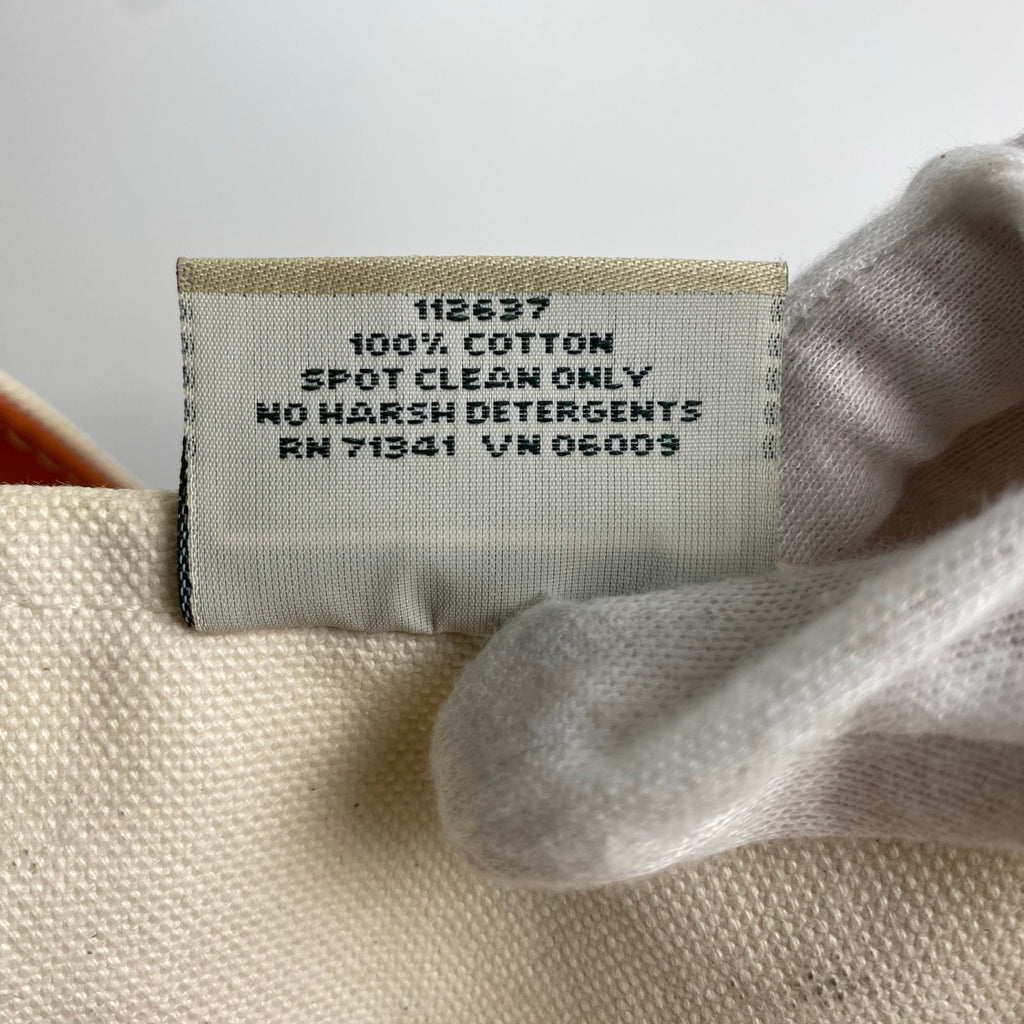 112637
100% COTTON
SPOT CLEAN ONLY
NO HARSH DETERGENTS
RN 71341 VN 06009